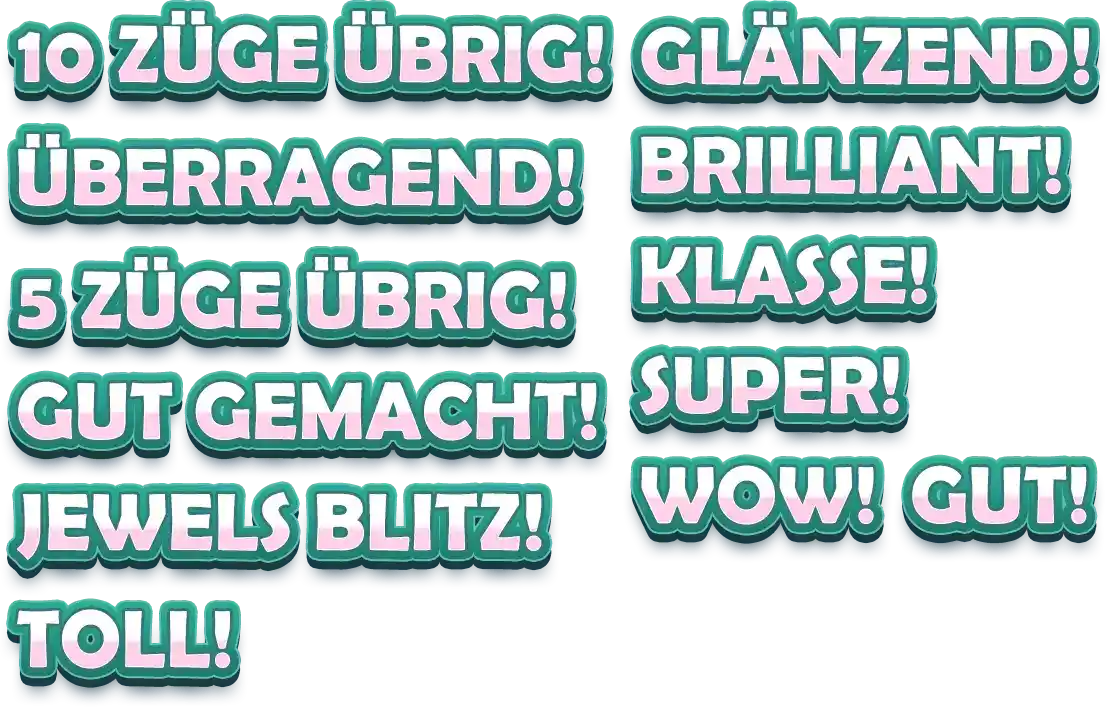 10 ZÜGE ÜBRIG!
ÜBERRAGEND!
5 ZÜGE ÜBRIG!
GUT GEMACHT!
JEWELS BLITZ!
TOLL!
GLÄNZEND!
BRILLIANT!
KLASSE!
SUPER!
WOW! GUT!